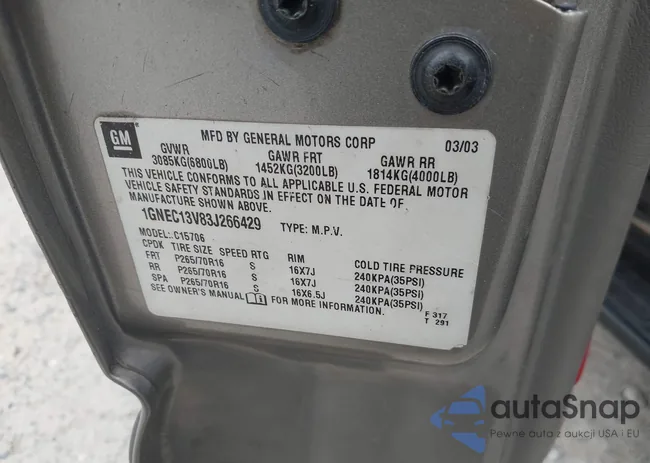 GM
MFD BY GENERAL MOTORS CORP 03/03
GVWR GAWR FRT GAWR RR
3085KG(6800LB) 1452KG(3200LB) 1814KG(4000LB)
THIS VEHICLE CONFORMS TO ALL APPLICABLE U.S. FEDERAL MOTOR
VEHICLE SAFETY STANDARDS IN EFFECT ON THE DATE OF
MANUFACTURE SHOWN ABOVE.
1GNEC13V83J266429 TYPE: M.P.V.
MODEL: C15706
CPDK TIRE SIZE SPEED RTG RIM COLD TIRE PRESSURE
FRT P265/70R16 S 16X7J 240KPA(35PSI)
RR P265/70R16 S 16X7J 240KPA(35PSI)
SPA P265/70R16 S 16X6.5J 240KPA(35PSI)
SEE OWNER'S MANUAL FOR MORE INFORMATION.
F 317
T 291
autaSnap
Pewne auta z aukcji USA i EU